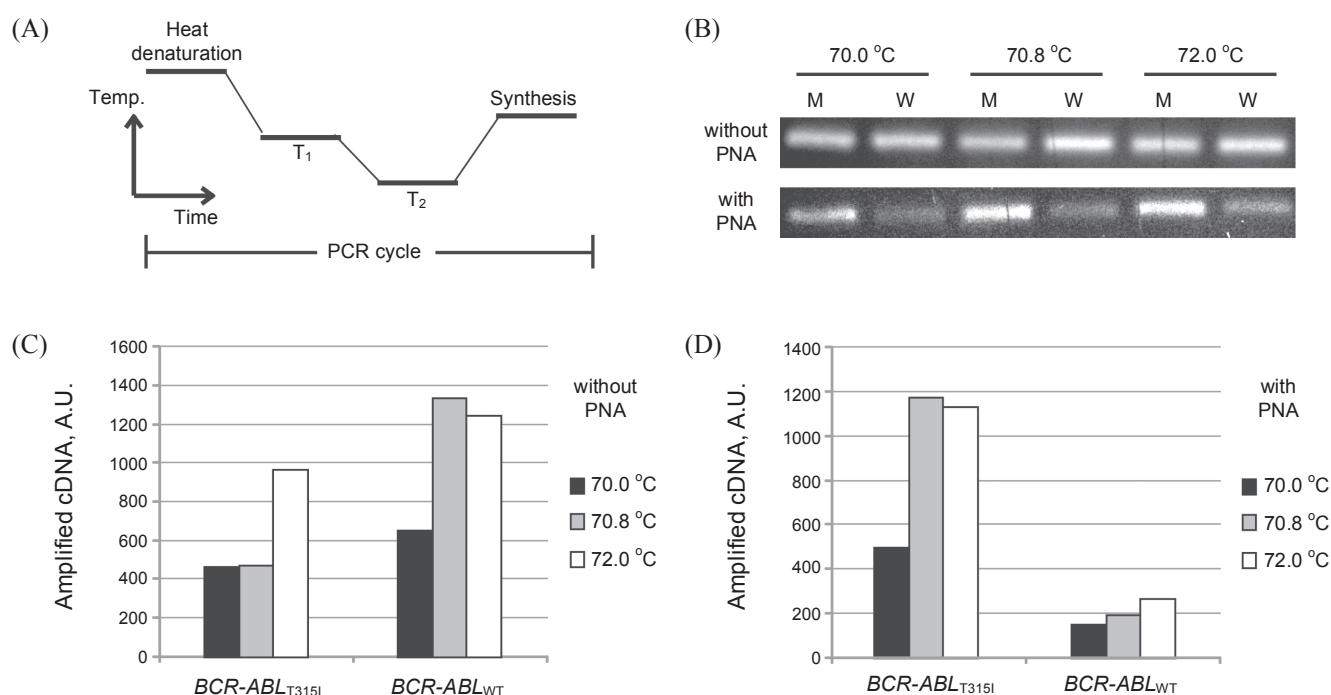 (A)
Heat
denaturation
Temp.
Synthesis
T1
T2
Time
PCR cycle
(B)
70.0 °C 70.8 °C 72.0 °C
M W M W M W
without
PNA
with
PNA
(C)
1600
1400
1200
1000
800
600
400
200
0
Amplified cDNA, A.U.
BCR-ABLT315I BCR-ABLWT
without
PNA
70.0 °C
70.8 °C
72.0 °C
(D)
1400
1200
1000
800
600
400
200
0
Amplified cDNA, A.U.
BCR-ABLT315I BCR-ABLWT
with
PNA
70.0 °C
70.8 °C
72.0 °C